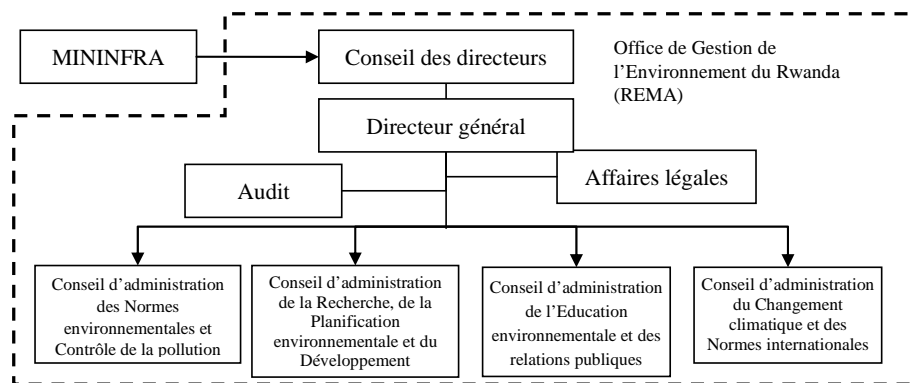 MININFRA
Conseil des directeurs
Office de Gestion de
l’Environnement du Rwanda
(REMA)
Directeur général
Audit
Affaires légales
Conseil d’administration
des Normes
environnementales et
Contrôle de la pollution
Conseil d’administration
de la Recherche, de la
Planification
environnementale et du
Développement
Conseil d’administration
de l’Education
environnementale et des
relations publiques
Conseil d’administration
du Changement
climatique et des
Normes internationales